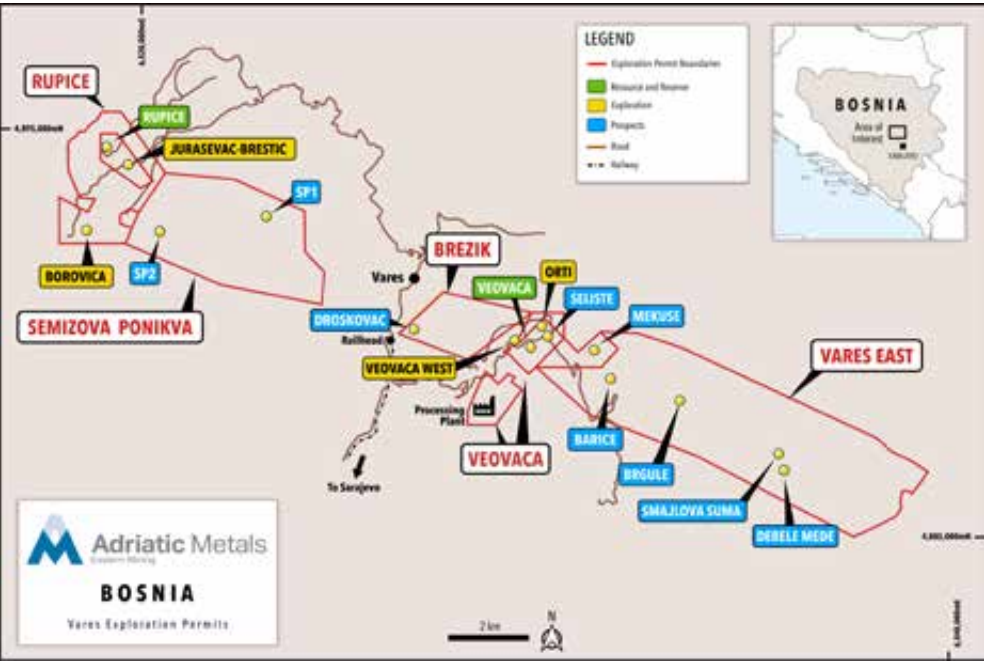 RUPICE
RUPICE
JURASEVAC-BRESTIC
SP1
BOROVICA
SP2
SEMIZOVA PONIKVA
LEGEND
Exploration Permit Boundaries
Resource and Reserve
Exploration
Prospects
Road
Railway
BOSNIA
Area of
Interest
BREZIK
Vares
ORTI
VEOVACA
SELISTE
DROSKOVAC
MEKUSE
Railhead
VEOVACA WEST
VARES EAST
Processing
Plant
BARICE
VEOVACA
BRGULE
To Sarajevo
SMAJLOVA SUMA
DEBELE MEDE
Adriatic Metals
Eastern Mining
BOSNIA
Vares Exploration Permits
2 km
N